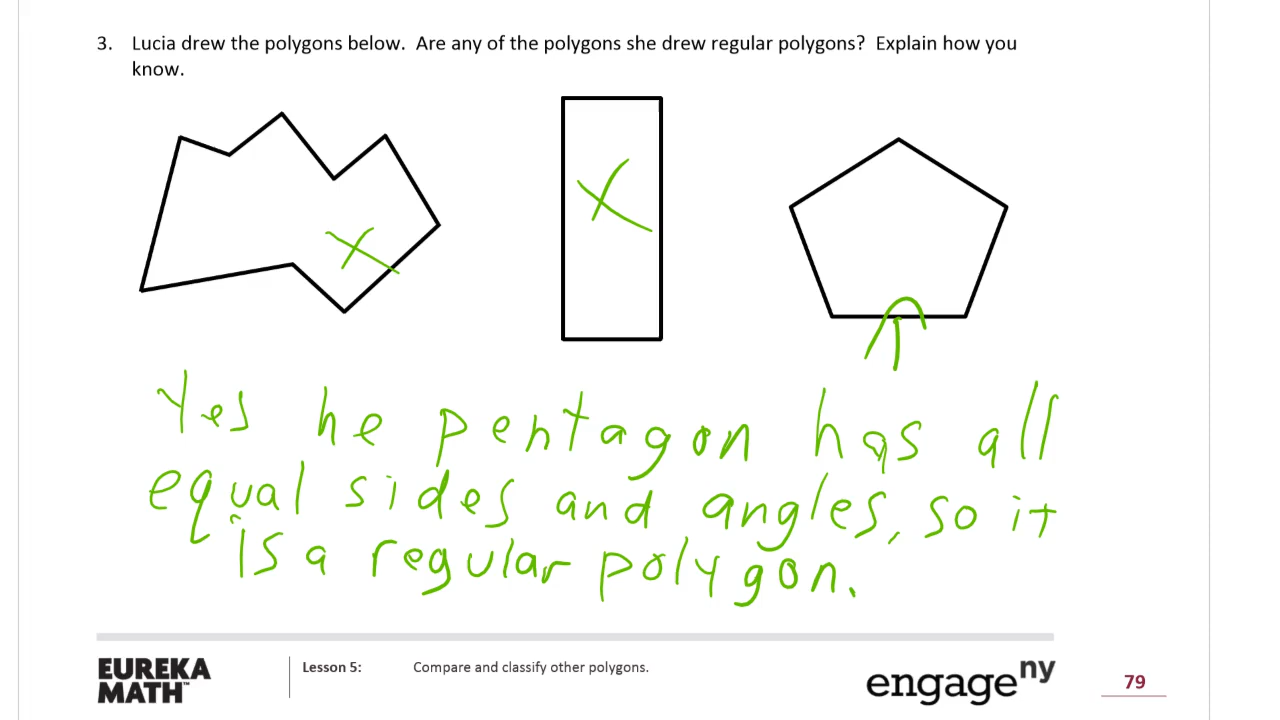 3. Lucia drew the polygons below. Are any of the polygons she drew regular polygons? Explain how you
know.
Yes he pentagon has all
equal sides and angles, so it
is a regular polygon.
EUREKA
MATH™
Lesson 5: Compare and classify other polygons.
engage ny
79